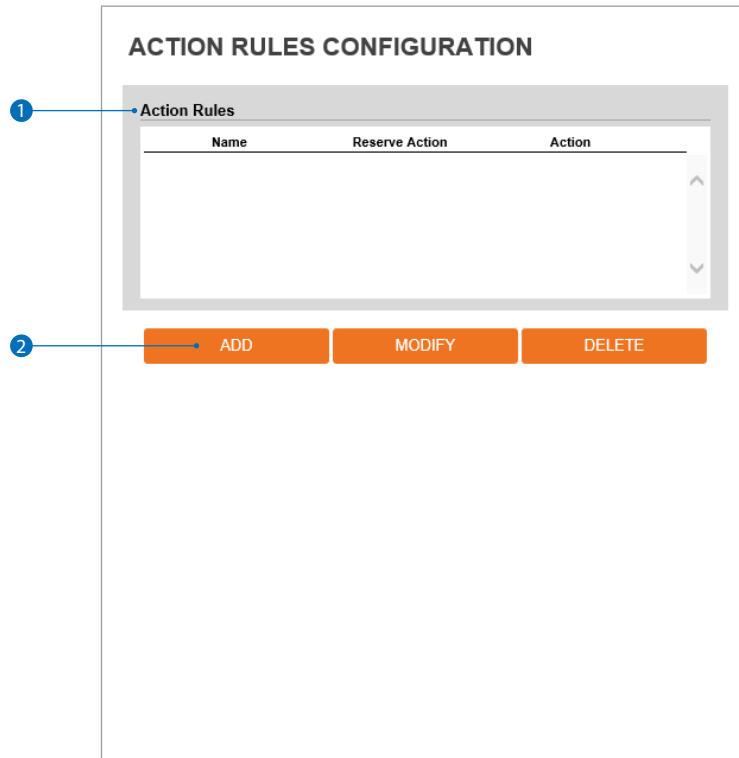 ACTION RULES CONFIGURATION
1 Action Rules
Name Reserve Action Action
2 ADD MODIFY DELETE